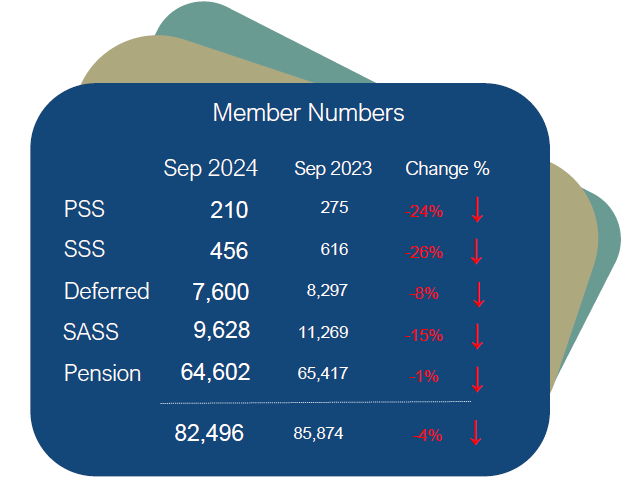 Member Numbers
Sep 2024 Sep 2023 Change %
PSS 210 275 -24%
SSS 456 616 -26%
Deferred 7,600 8,297 -8%
SASS 9,628 11,269 -15%
Pension 64,602 65,417 -1%
82,496 85,874 -4%